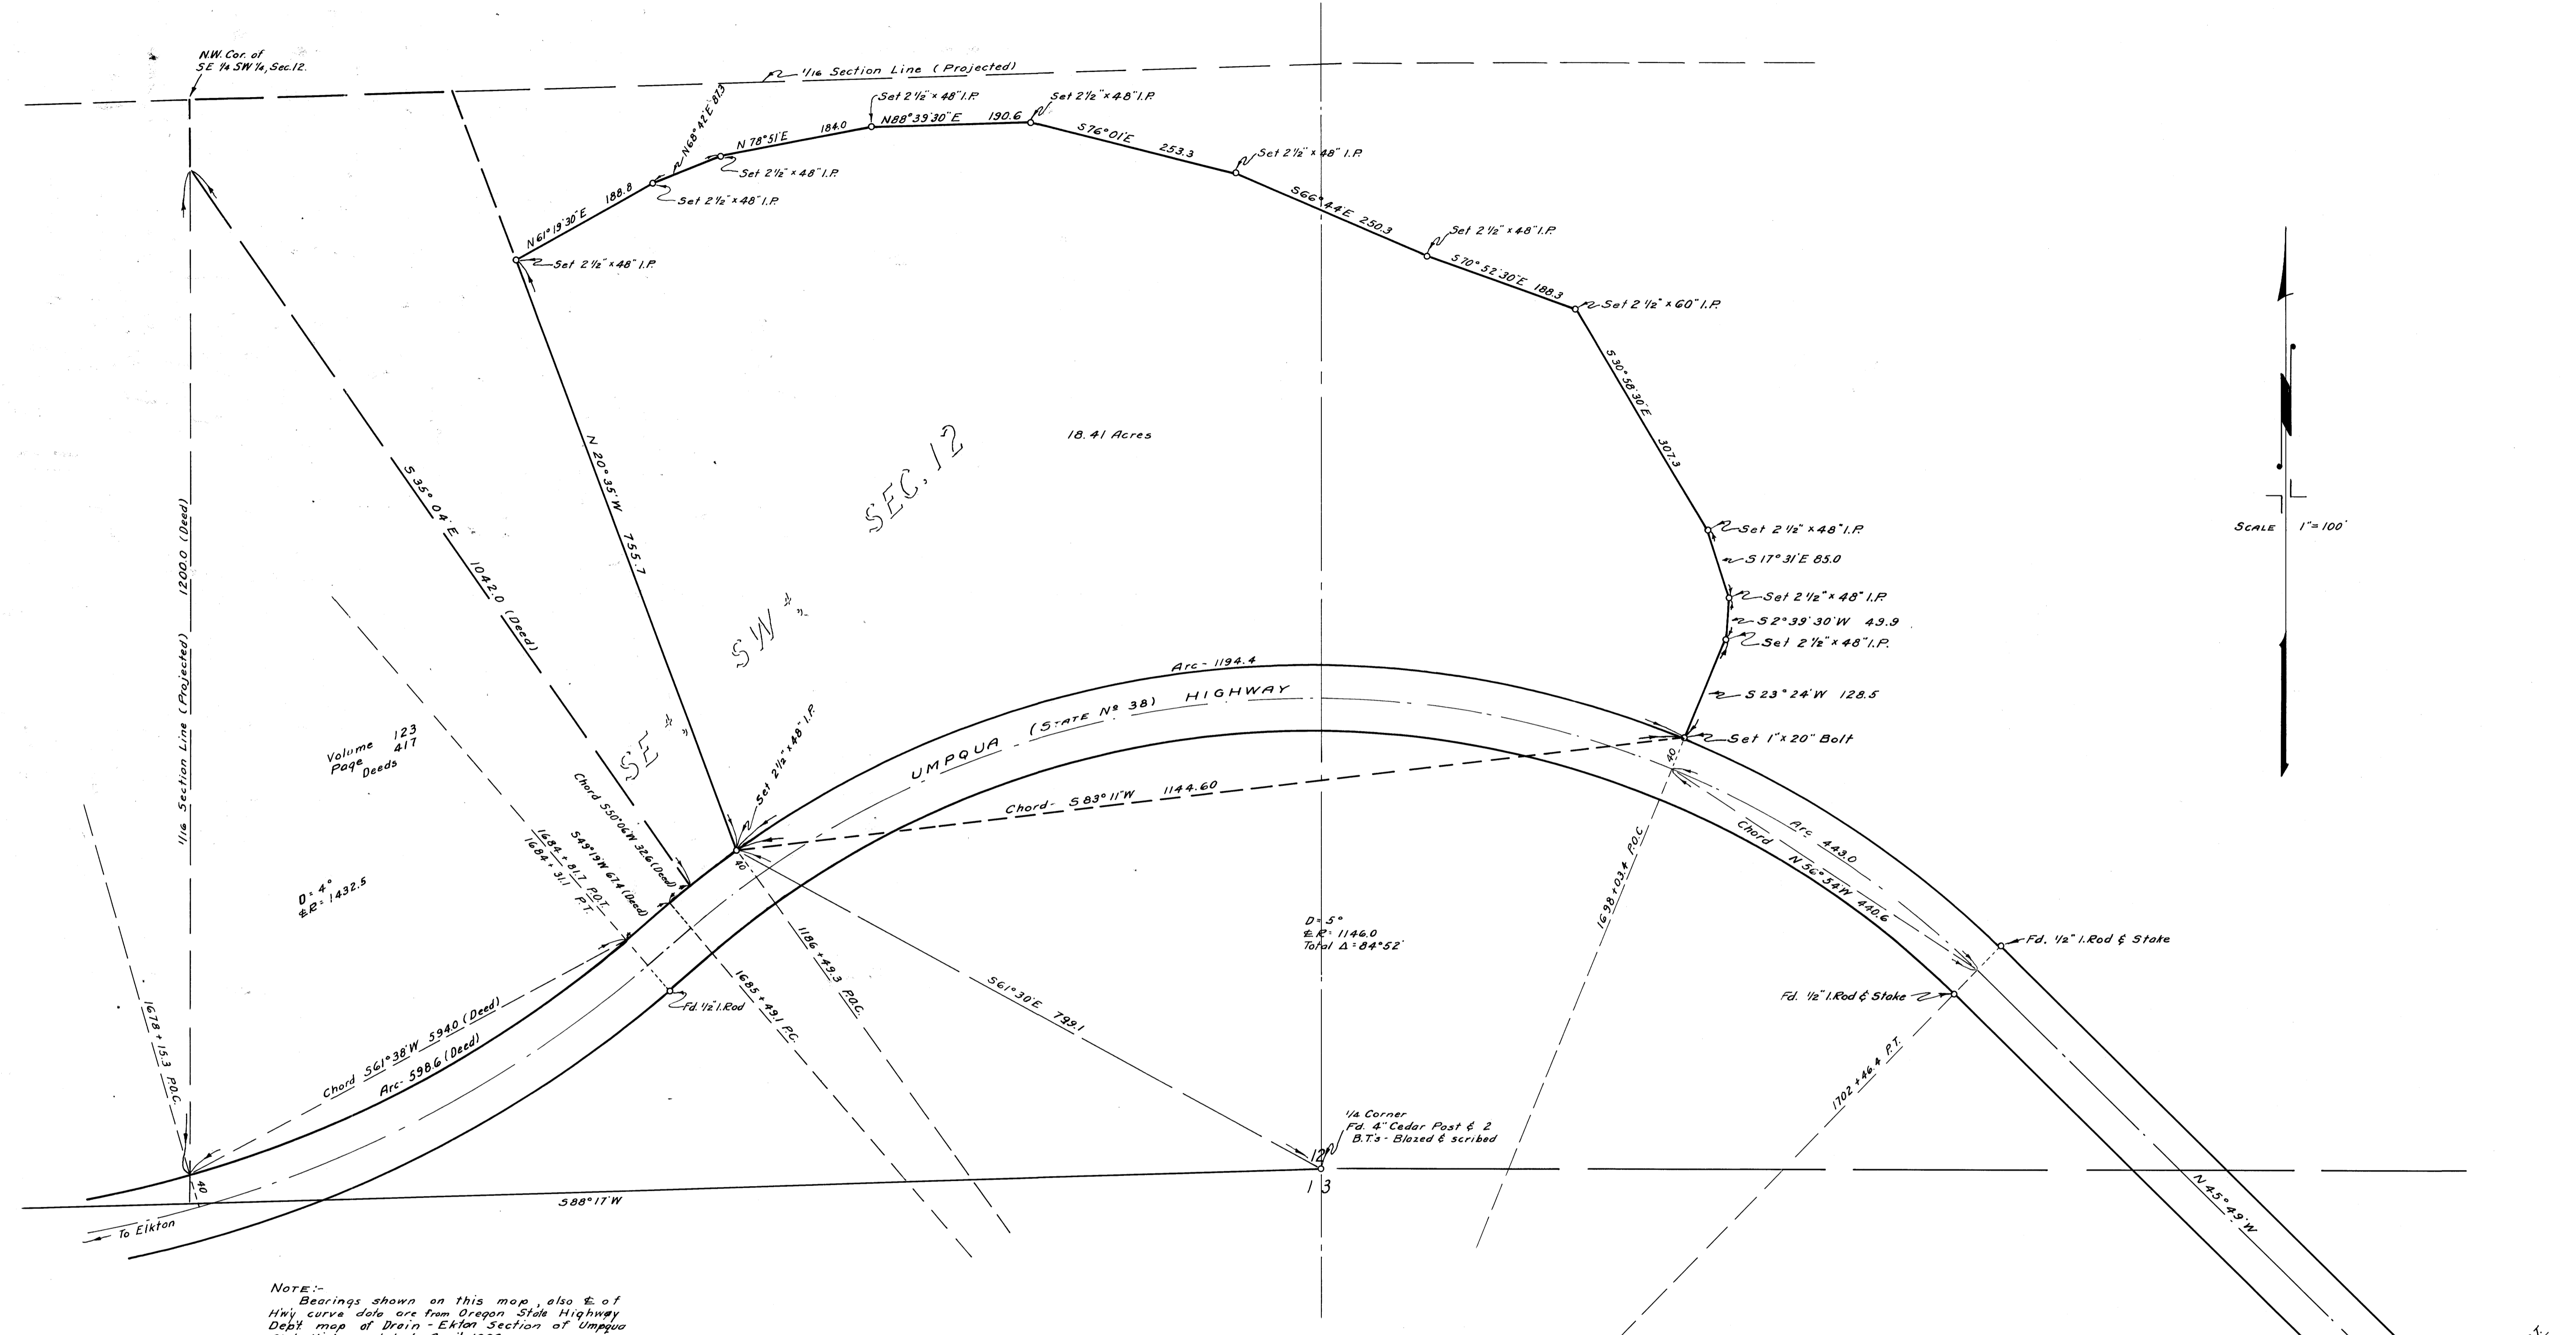 N.W. Cor. of
SE 1/4 SW 1/4, Sec. 12.
1/16 Section Line (Projected)
N68°42'E 87.3
Set 2 1/2" x 48" I.P.
Set 2 1/2" x 48" I.P.
N 78°51'E 184.0
N88°39'30"E 190.6
S76°01'E 253.3
Set 2 1/2" x 48" I.P.
Set 2 1/2" x 48" I.P.
Set 2 1/2" x 48" I.P.
N61°19'30"E 188.8
S66°44'E 250.3
Set 2 1/2" x 48" I.P.
Set 2 1/2" x 48" I.P.
S70°52'30"E 188.3
Set 2 1/2" x 60" I.P.
S 30°58'30"E 307.3
18.41 Acres
SEC. 12
SW 1/4
SE 1/4
N 20°35'W 755.7
S 35°04'E 1042.0 (Deed)
1/16 Section Line (Projected) 1200.0 (Deed)
SCALE 1"=100'
Set 2 1/2" x 48" I.P.
S 17°31'E 85.0
Set 2 1/2" x 48" I.P.
S 2°39'30"W 49.9
Set 2 1/2" x 48" I.P.
S 23°24'W 128.5
Set 1" x 20" Bolt
Arc - 1194.4
UMPQUA (STATE No 38) HIGHWAY
Set 2 1/2" x 48" I.P.
Chord - S 83°11'W 1144.60
Volume 123
Page 417
Deeds
Chord S50°06'W 32.6 (Deed)
S49°19'W 67.4 (Deed)
1684+81.7 P.O.T.
1684+31.1 P.T.
40
40
D = 4°
℄ R = 1432.5
D = 5°
℄ R = 1146.0
Total Δ = 84°52'
Arc 443.0
Chord N 56°54'W 440.6
1698+03.4 P.O.C.
1186+49.3 P.O.C.
1685+49.1 P.C.
S61°30'E 799.1
Fd. 1/2" I. Rod & Stake
Fd. 1/2" I. Rod & Stake
Fd. 1/2" I. Rod
1678+15.3 P.O.C.
Chord S61°38'W 594.0 (Deed)
Arc - 598.6 (Deed)
1702+46.4 P.T.
1/4 Corner
Fd. 4" Cedar Post & 2
B.T.'s - Blazed & scribed
12
13
40
S88°17'W
N 45°49'W
To Elkton
NOTE:-
Bearings shown on this map, also ℄ of
H'wy curve data are from Oregon State Highway
Dep't. map of Drain - Ekton Section of Umpqua